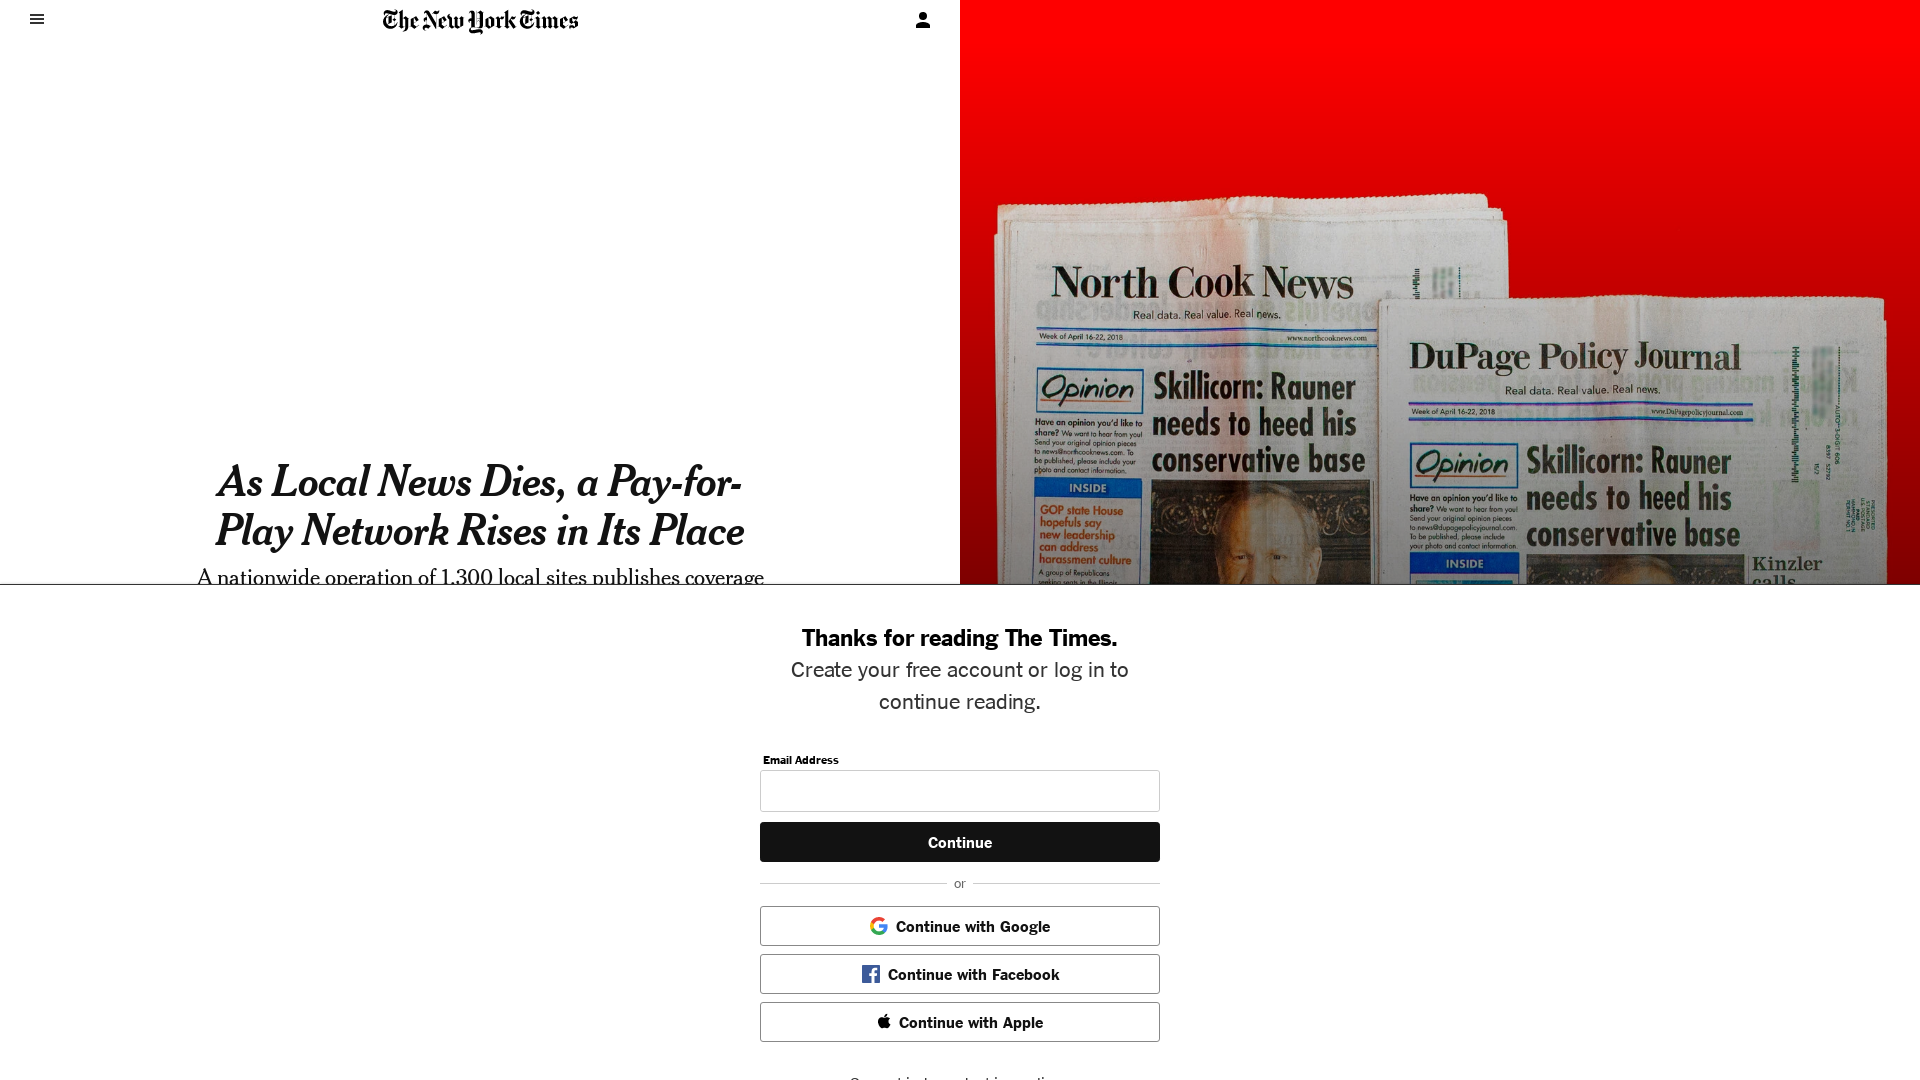 The New York Times
As Local News Dies, a Pay-for-
Play Network Rises in Its Place
A nationwide operation of 1,300 local sites publishes coverage
North Cook News
Real data. Real value. Real news.
Week of April 16-22, 2018
www.northcooknews.com
Opinion
Have an opinion you'd like to
share? We want to hear from you!
Send your original opinion pieces
to news@northcooknews.com. To
be published, please include your
photo and contact information.
Skillicorn: Rauner
needs to heed his
conservative base
INSIDE
GOP state House
hopefuls say
new leadership
can address
harassment culture
A group of Republicans
DuPage Policy Journal
Real data. Real value. Real news.
Week of April 16-22, 2018
www.DuPagepolicyjournal.com
Opinion
Have an opinion you'd like to
share? We want to hear from you!
Send your original opinion pieces
to news@dupagepolicyjournal.com.
To be published, please include
your photo and contact information.
Skillicorn: Rauner
needs to heed his
conservative base
INSIDE
Kinzler
calls
Thanks for reading The Times.
Create your free account or log in to
continue reading.
Email Address
Continue
or
Continue with Google
Continue with Facebook
Continue with Apple